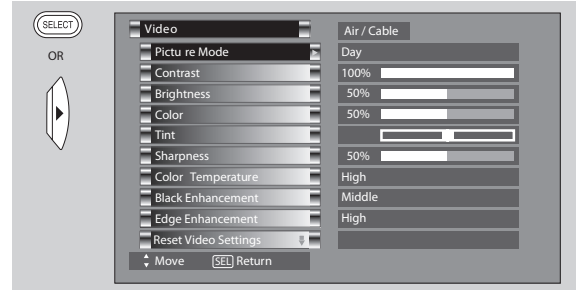 SELECT
OR
Video Air / Cable
Pictu re Mode Day
Contrast 100%
Brightness 50%
Color 50%
Tint
Sharpness 50%
Color Temperature High
Black Enhancement Middle
Edge Enhancement High
Reset Video Settings
Move SEL Return